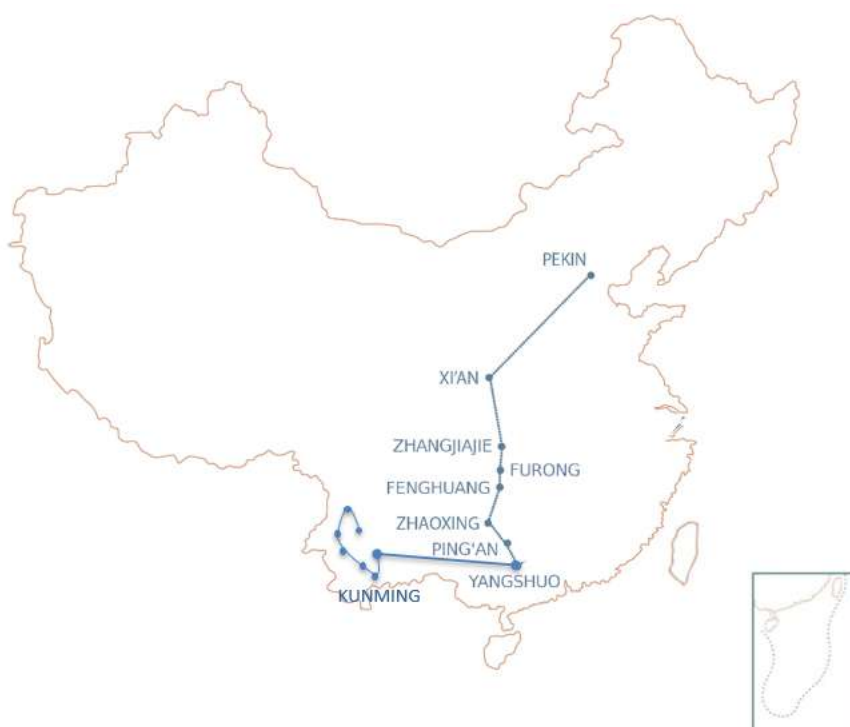 PEKIN
XI'AN
ZHANGJIAJIE
FURONG
FENGHUANG
ZHAOXING
PING'AN
YANGSHUO
KUNMING